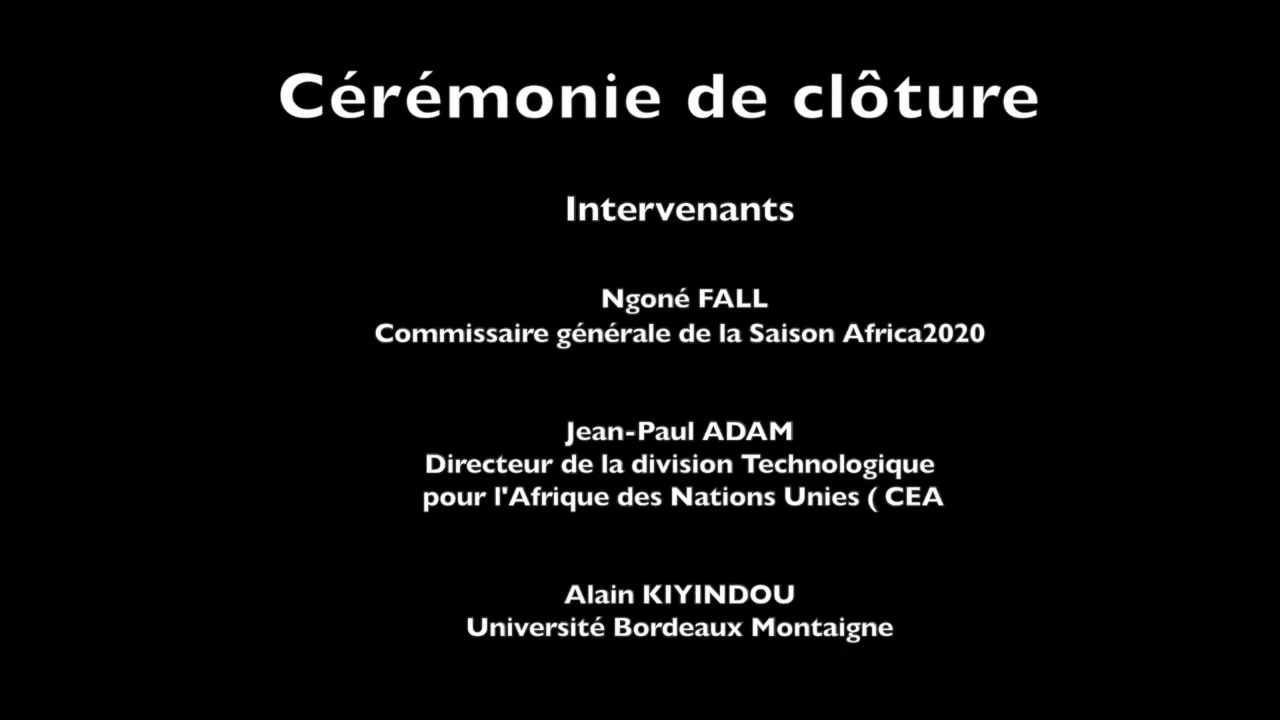 Cérémonie de clôture
Intervenants
Ngoné FALL
Commissaire générale de la Saison Africa2020
Jean-Paul ADAM
Directeur de la division Technologique
pour l'Afrique des Nations Unies ( CEA
Alain KIYINDOU
Université Bordeaux Montaigne